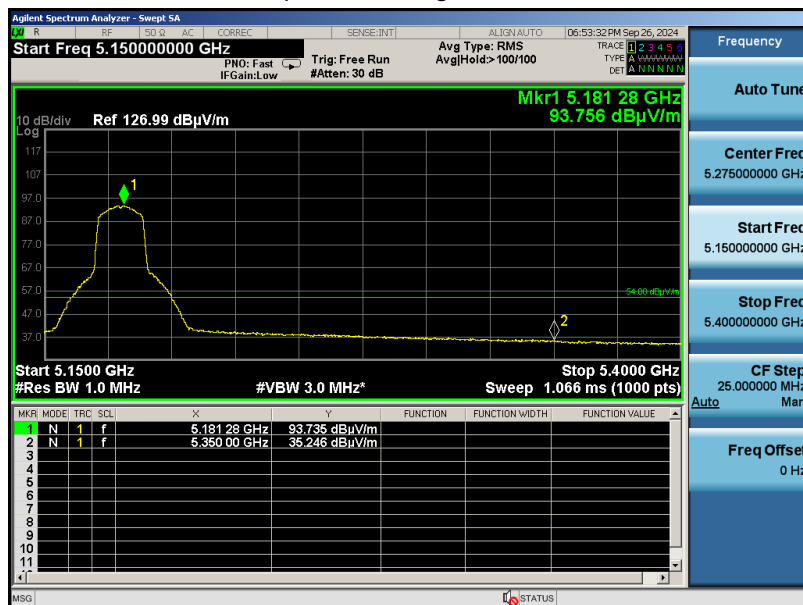 Agilent Spectrum Analyzer - Swept SA
LXI R RF 50 Ω AC CORREC SENSE:INT ALIGN AUTO 06:53:32 PM Sep 26, 2024
Start Freq 5.150000000 GHz
PNO: Fast
IFGain:Low
Trig: Free Run
#Atten: 30 dB
Avg Type: RMS
Avg|Hold:>100/100
TRACE 1 2 3 4 5 6
TYPE A WWWWW
DET A N N N N N
Mkr1 5.181 28 GHz
93.756 dBµV/m
10 dB/div Ref 126.99 dBµV/m
Log
117
107
97.0
87.0
77.0
67.0
57.0
47.0
37.0
1
54.00 dBµV/m
2
Start 5.1500 GHz Stop 5.4000 GHz
#Res BW 1.0 MHz #VBW 3.0 MHz* Sweep 1.066 ms (1000 pts)
MKR MODE TRC SCL X Y FUNCTION FUNCTION WIDTH FUNCTION VALUE
1 N 1 f 5.181 28 GHz 93.735 dBµV/m
2 N 1 f 5.350 00 GHz 35.246 dBµV/m
3
4
5
6
7
8
9
10
11
MSG STATUS
Frequency
Auto Tune
Center Freq
5.275000000 GHz
Start Freq
5.150000000 GHz
Stop Freq
5.400000000 GHz
CF Step
25.000000 MHz
Auto Man
Freq Offset
0 Hz